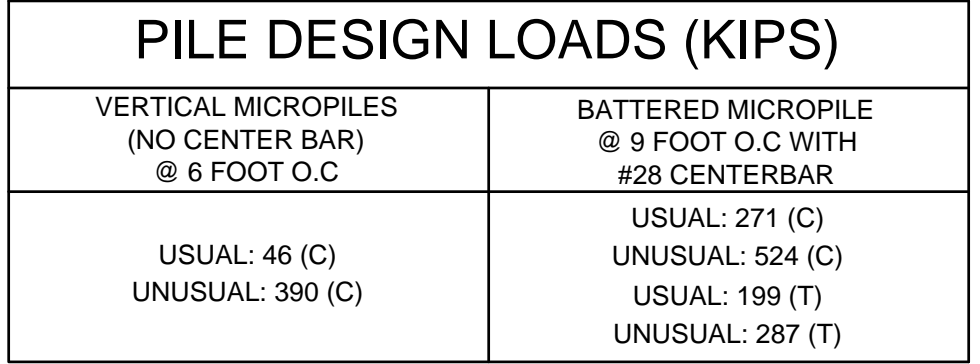 PILE DESIGN LOADS (KIPS)
VERTICAL MICROPILES
(NO CENTER BAR)
@ 6 FOOT O.C
BATTERED MICROPILE
@ 9 FOOT O.C WITH
#28 CENTERBAR
USUAL: 46 (C)
UNUSUAL: 390 (C)
USUAL: 271 (C)
UNUSUAL: 524 (C)
USUAL: 199 (T)
UNUSUAL: 287 (T)